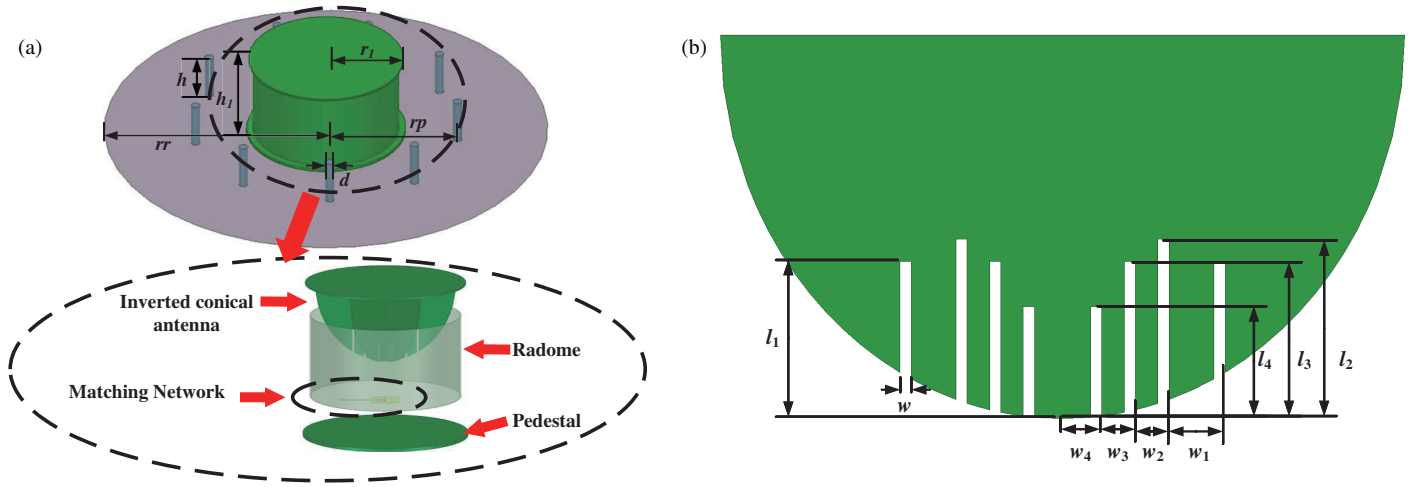 (a)
r1
h
h1
rr
rp
d
Inverted conical
antenna
Radome
Matching Network
Pedestal
(b)
l1
w
l4
l3
l2
w4
w3
w2
w1